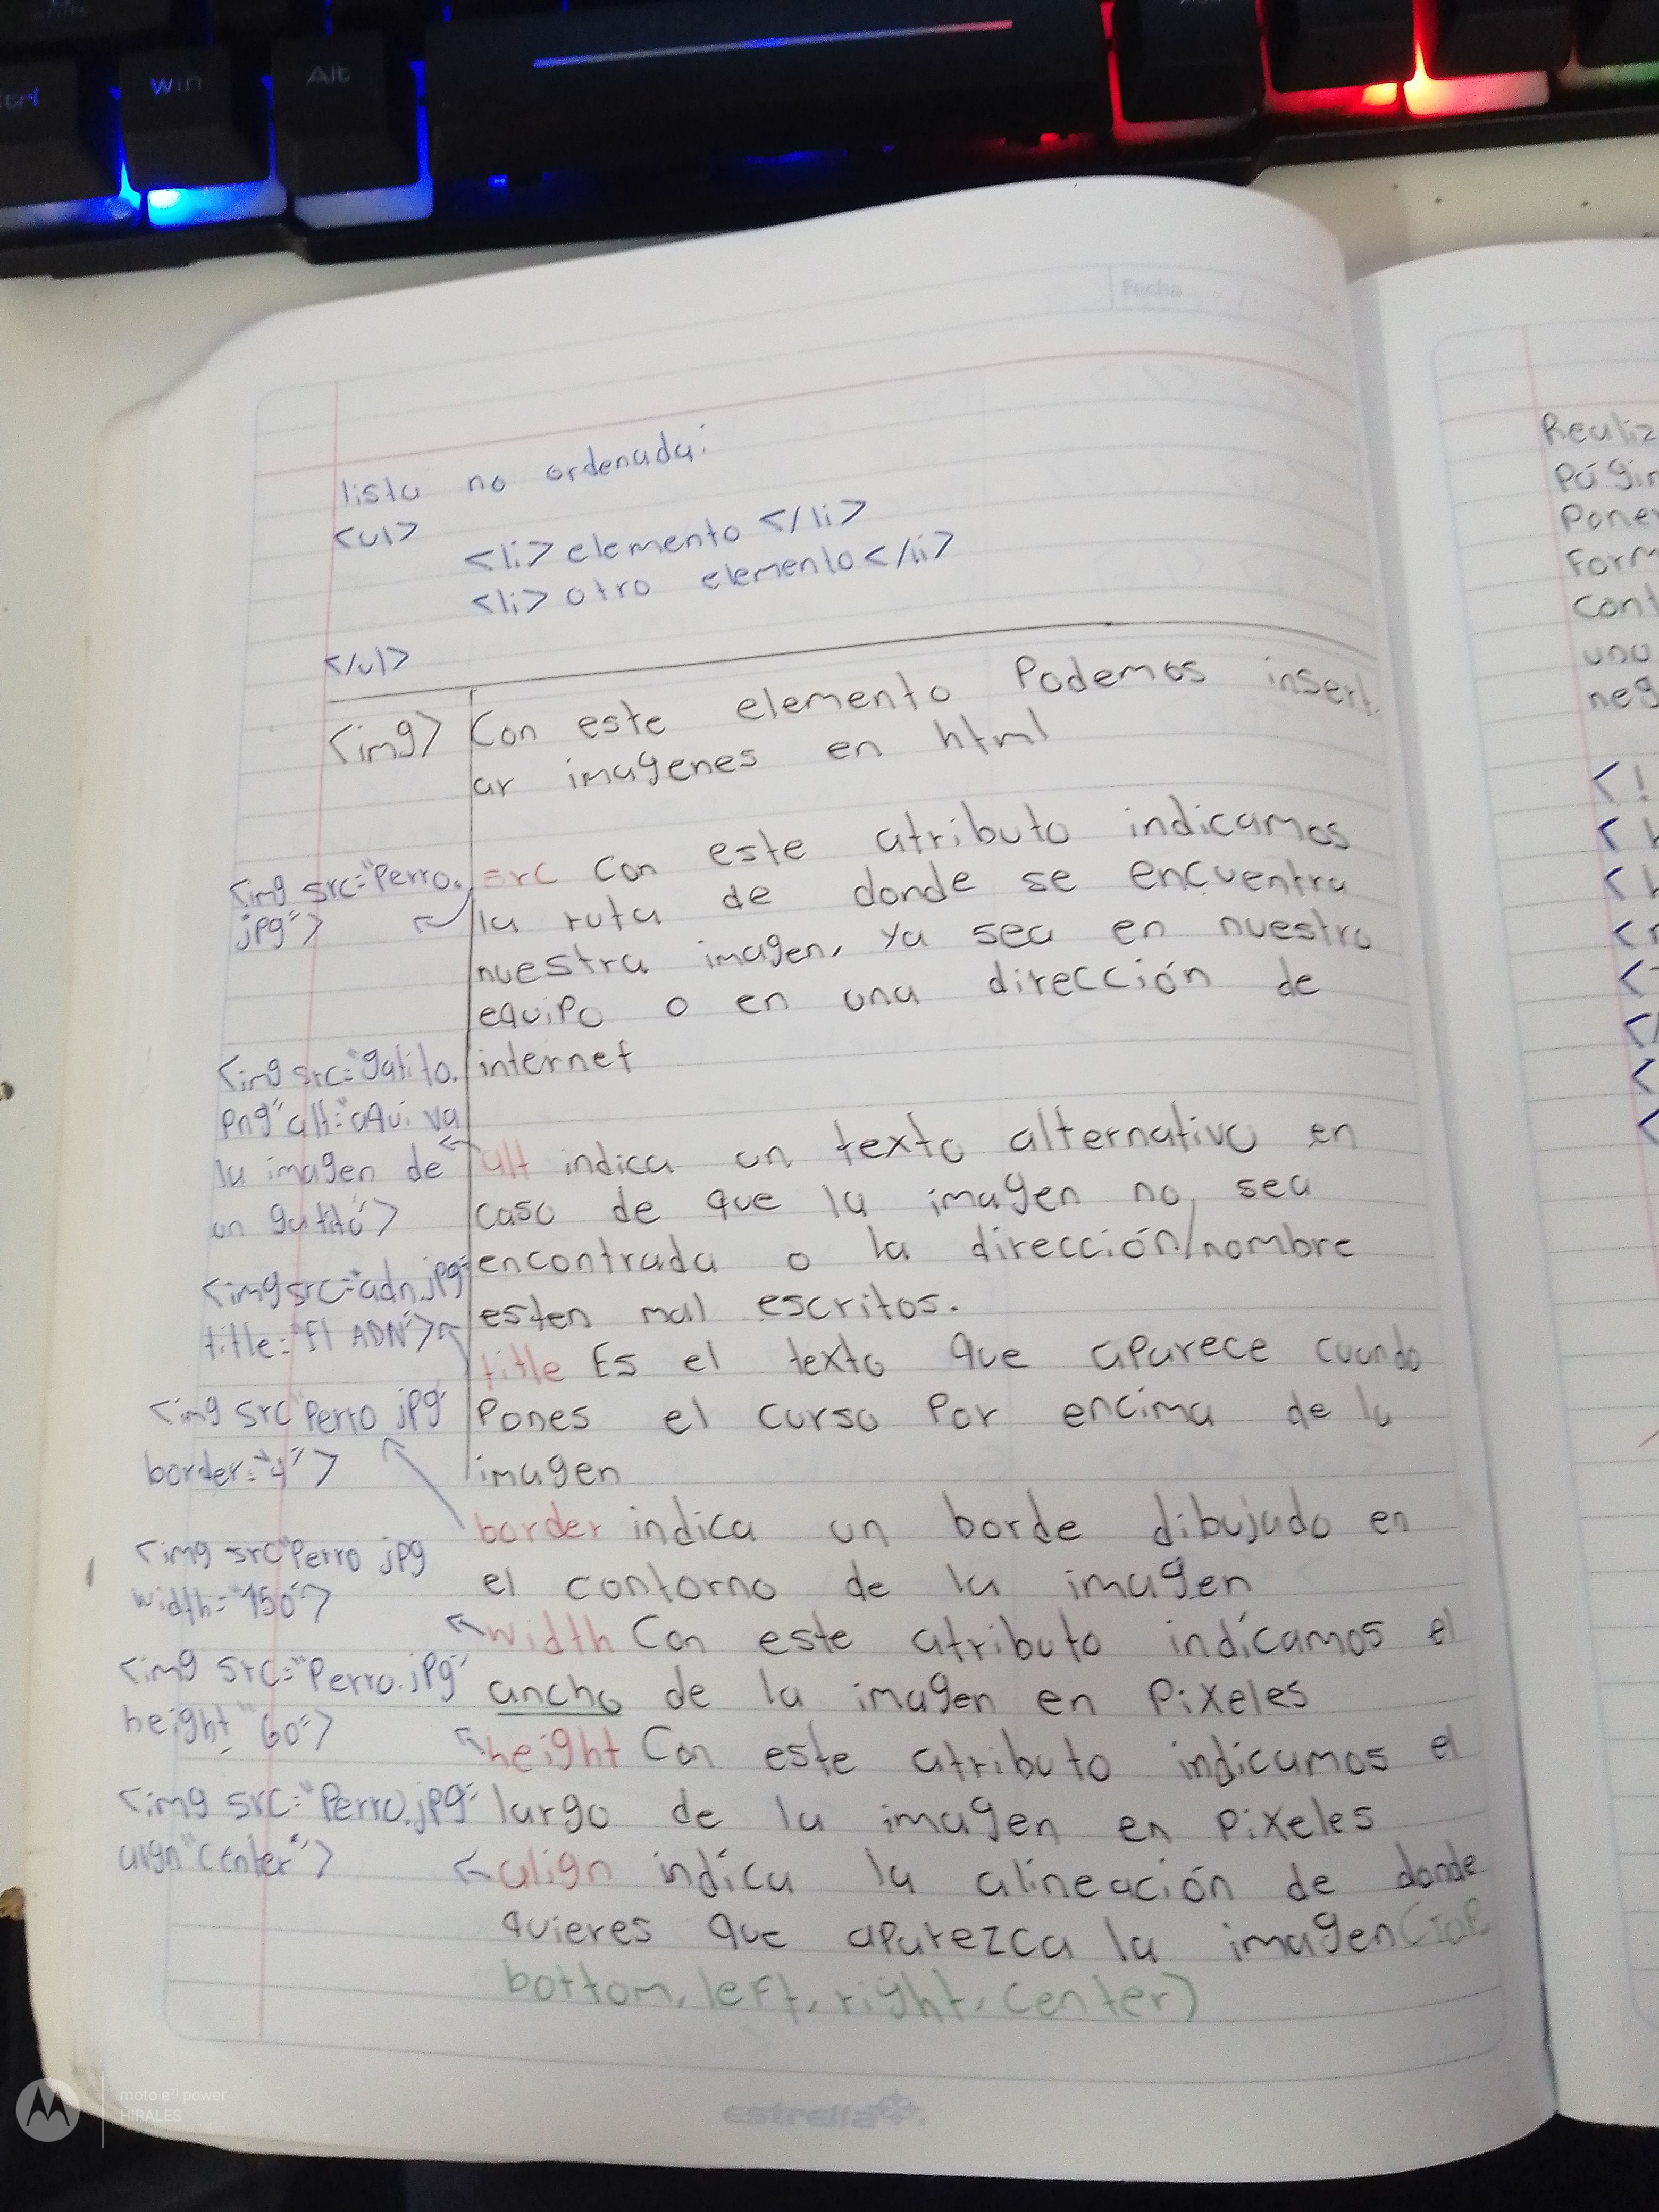 Ctrl
Win
Alt
Fecha
lista no ordenada:
<ul>
<li> elemento </li>
<li> otro elemento </li>
</ul>
<img> Con este elemento Podemos insert
ar imagenes en html
<img src="Perro. src Con este atributo indicamos
jpg"> la ruta de donde se encuentra
nuestra imagen, ya sea en nuestro
equipo o en una dirección de
<img src="gatito. internet
png" alt="aqui va
la imagen de alt indica un texto alternativo en
un gatito"> caso de que la imagen no sea
encontrada o la dirección/nombre
<img src="adn.jpg" esten mal escritos.
title="El ADN"> title Es el texto que aparece cuando
<img src"Perro jpg" Pones el curso Por encima de la
border="4"> imagen
border indica un borde dibujado en
<img src"Perro jpg el contorno de la imagen
width="150"> width Con este atributo indicamos el
<img src="Perro.jpg" ancho de la imagen en Pixeles
height "60"> height Con este atributo indicamos el
<img src="Perro.jpg" largo de la imagen en Pixeles
align"center"> align indica la alineación de donde
quieres que aparezca la imagen (TOP,
bottom, left, right, center)
estrella
Realiz
Pági
Poner
Form
Cont
una
neg
<!
moto e⁽⁷⁾ power
HIRALES